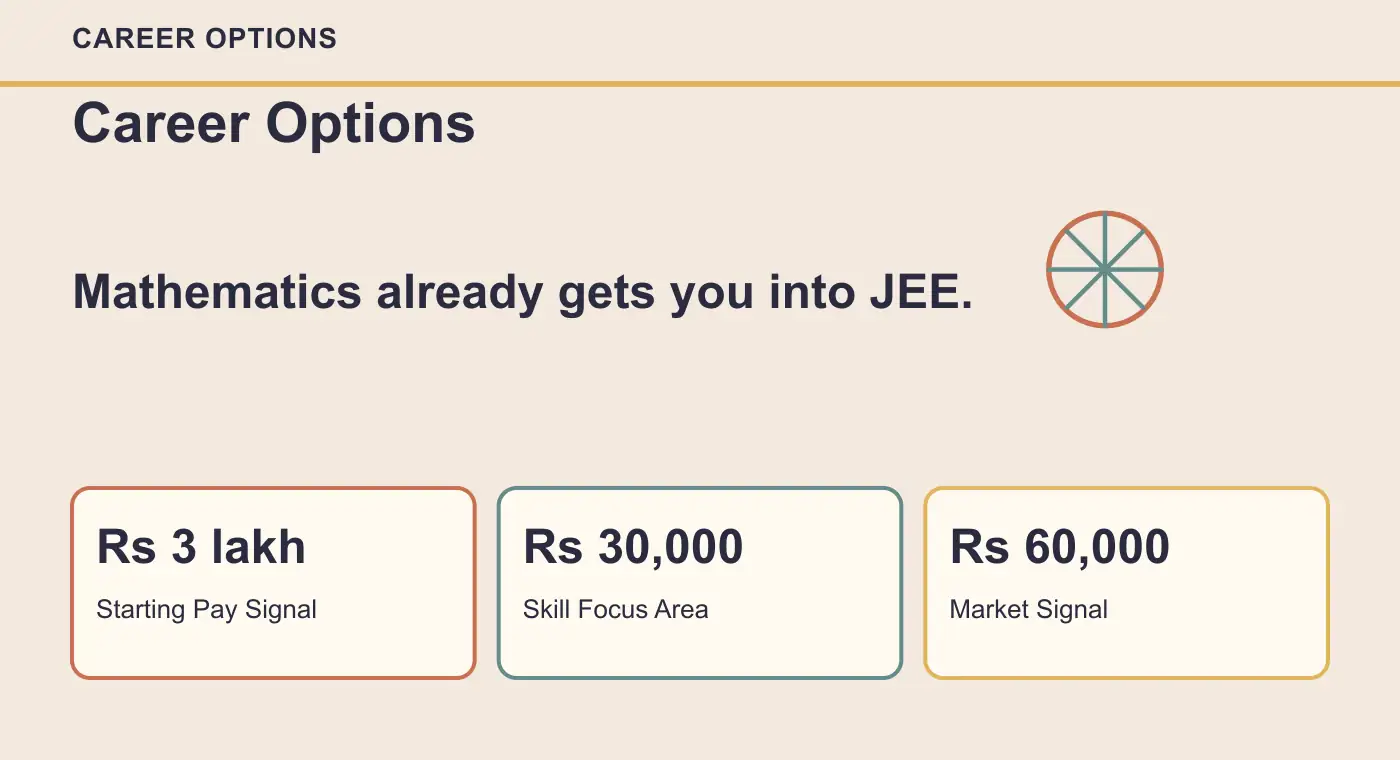 CAREER OPTIONS
Career Options
Mathematics already gets you into JEE.
Rs 3 lakh
Starting Pay Signal
Rs 30,000
Skill Focus Area
Rs 60,000
Market Signal